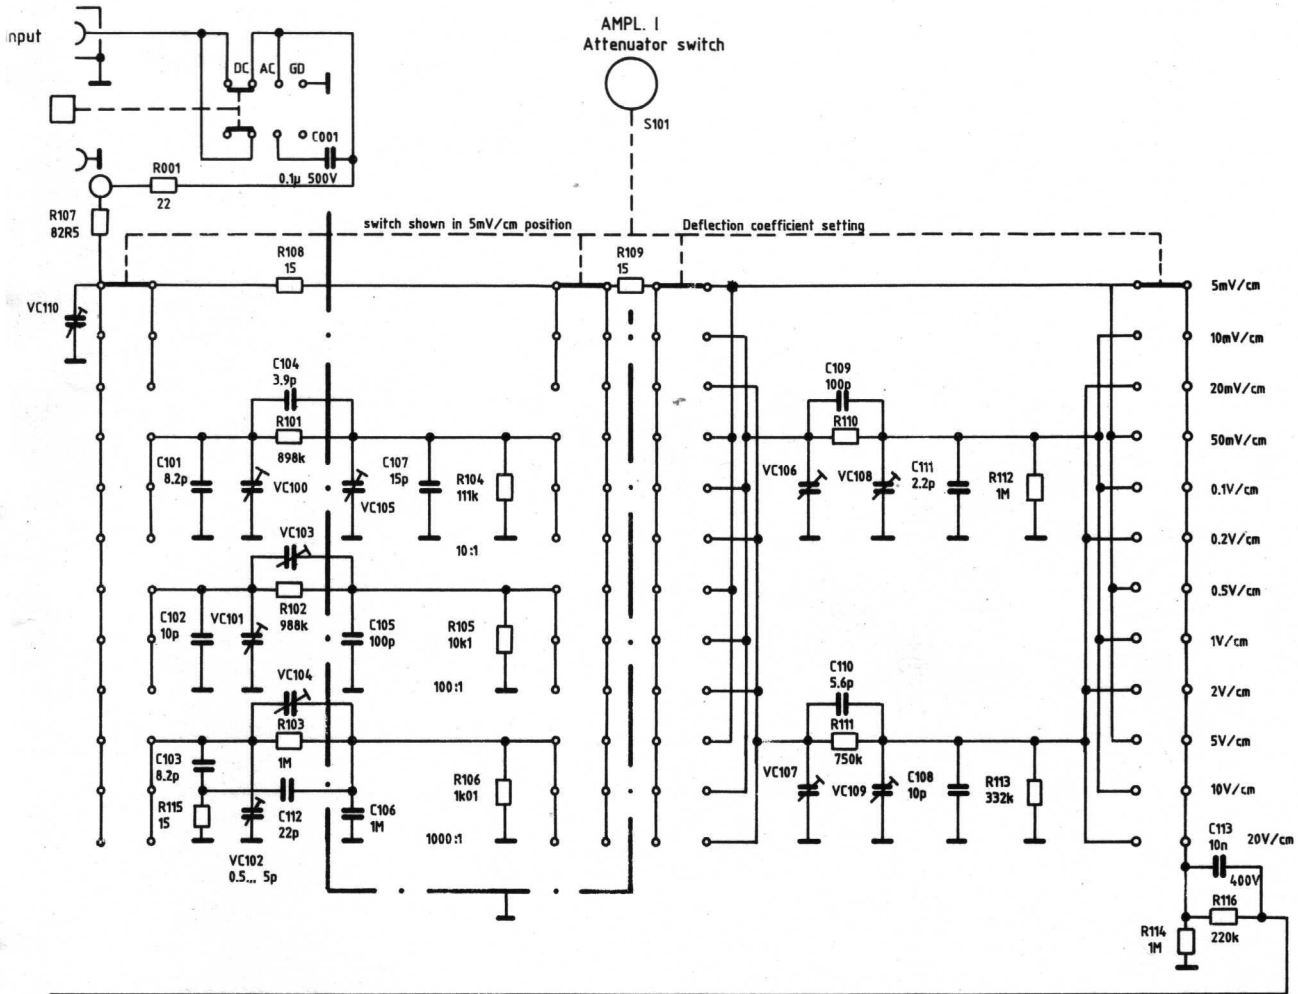 AMPL. I
Attenuator switch
S101
input
DC AC GD
C001
0.1µ 500V
R001
22
R107
82R5
switch shown in 5mV/cm position
Deflection coefficient setting
R108
15
R109
15
VC110
5mV/cm
10mV/cm
20mV/cm
50mV/cm
0.1V/cm
0.2V/cm
0.5V/cm
1V/cm
2V/cm
5V/cm
10V/cm
20V/cm
C104
3.9p
R101
898k
C101
8.2p
VC100
C107
15p
VC105
R104
111k
10:1
VC103
R102
988k
C102
10p
VC101
C105
100p
R105
10k1
100:1
VC104
R103
1M
C103
8.2p
R115
15
C112
22p
VC102
0.5... 5p
C106
1M
R106
1k01
1000:1
C109
100p
R110
VC106
VC108
C111
2.2p
R112
1M
C110
5.6p
R111
750k
VC107
VC109
C108
10p
R113
332k
C113
10n
400V
R116
220k
R114
1M